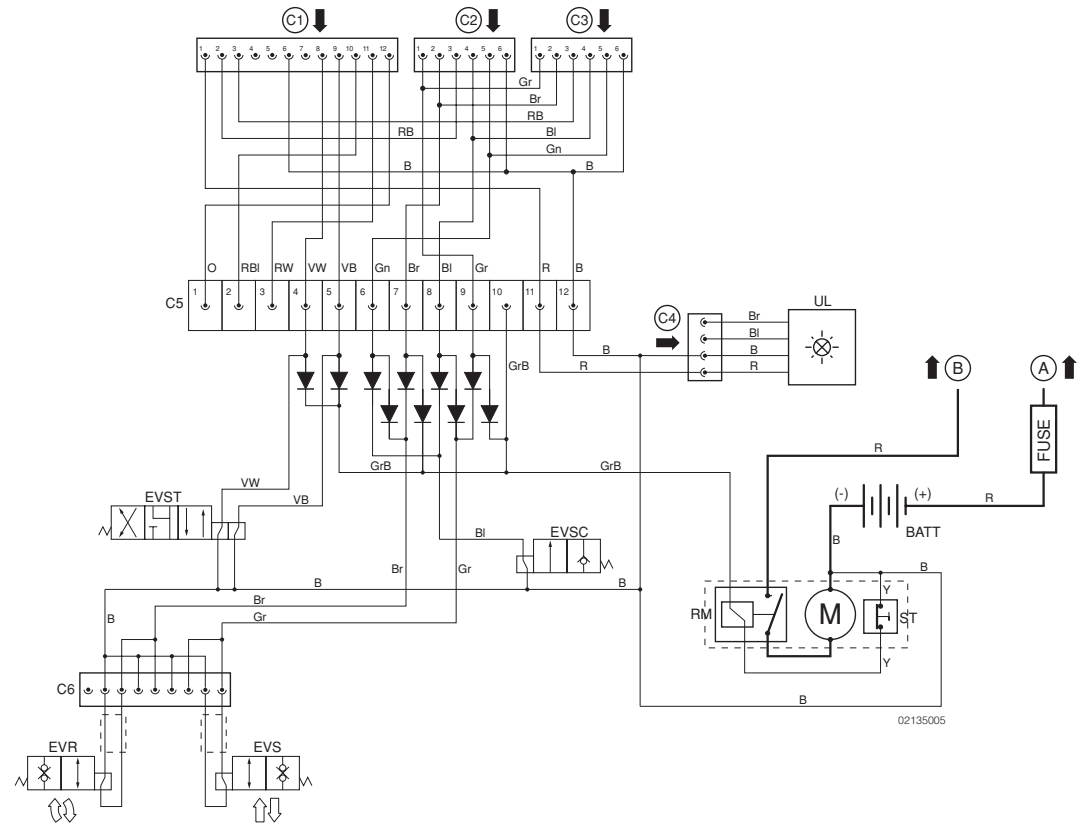 C1 C2 C3
1 2 3 4 5 6 7 8 9 10 11 12 1 2 3 4 5 6 1 2 3 4 5 6
Gr
Br
RB
RB Bl
Gn
B B
O RBl RW VW VB Gn Br Bl Gr R B
C5 1 2 3 4 5 6 7 8 9 10 11 12
UL
C4
Br
Bl
B B
R R
GrB
B A
FUSE
R
GrB GrB
VW
VB
EVST
(-) (+) R
BATT
B
Bl EVSC
Br Gr
B B B
Br
Gr
B
Y
RM M ST
Y
C6
B
02135005
EVR EVS